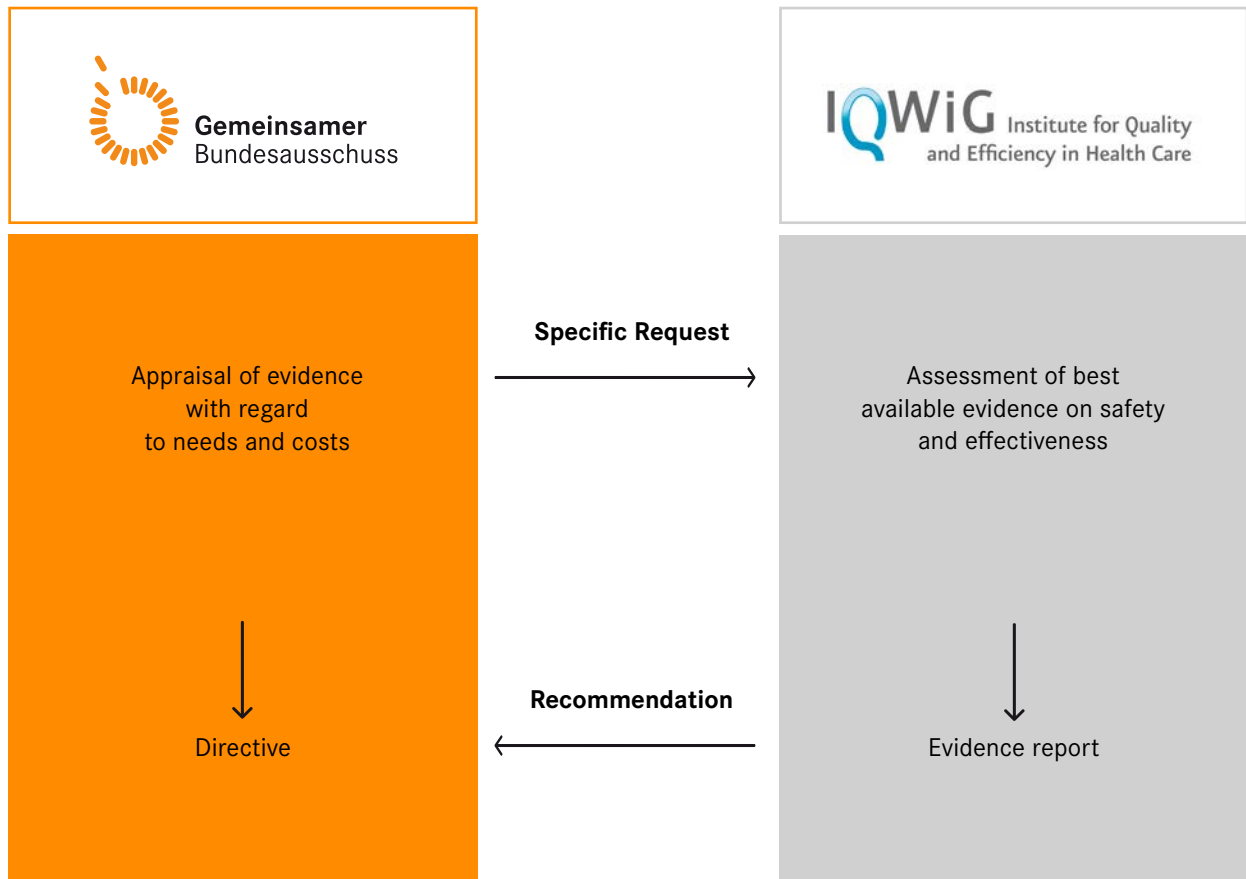 Gemeinsamer
Bundesausschuss
IQWiG Institute for Quality
and Efficiency in Health Care
Specific Request
Appraisal of evidence
with regard
to needs and costs
Assessment of best
available evidence on safety
and effectiveness
Recommendation
Directive
Evidence report